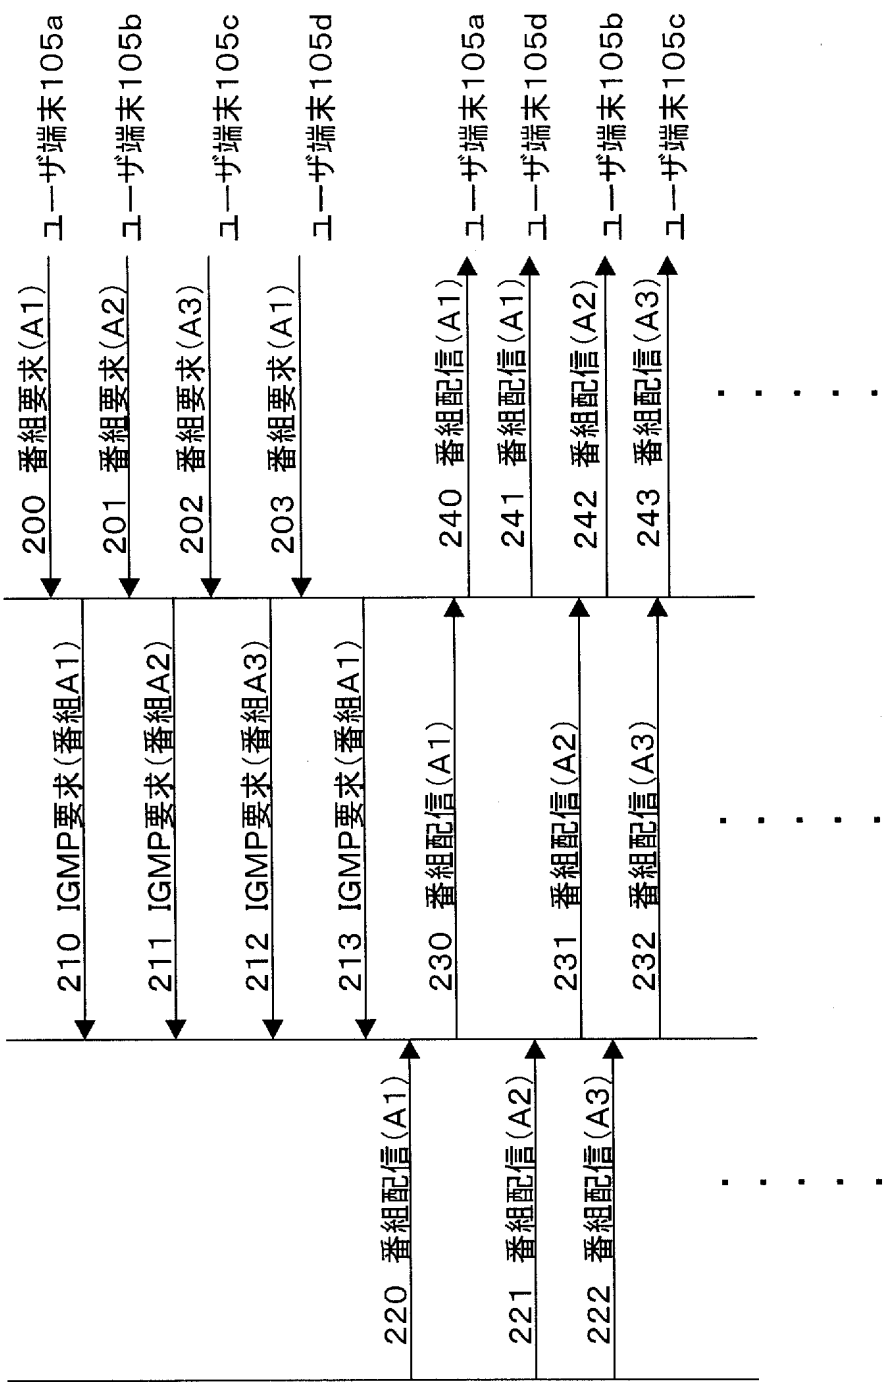 200 番組要求(A1)
ユーザ端末105a
210 IGMP要求(番組A1)
201 番組要求(A2)
ユーザ端末105b
211 IGMP要求(番組A2)
202 番組要求(A3)
ユーザ端末105c
212 IGMP要求(番組A3)
203 番組要求(A1)
ユーザ端末105d
213 IGMP要求(番組A1)
220 番組配信(A1)
230 番組配信(A1)
240 番組配信(A1)
ユーザ端末105a
241 番組配信(A1)
ユーザ端末105d
221 番組配信(A2)
231 番組配信(A2)
242 番組配信(A2)
ユーザ端末105b
222 番組配信(A3)
232 番組配信(A3)
243 番組配信(A3)
ユーザ端末105c